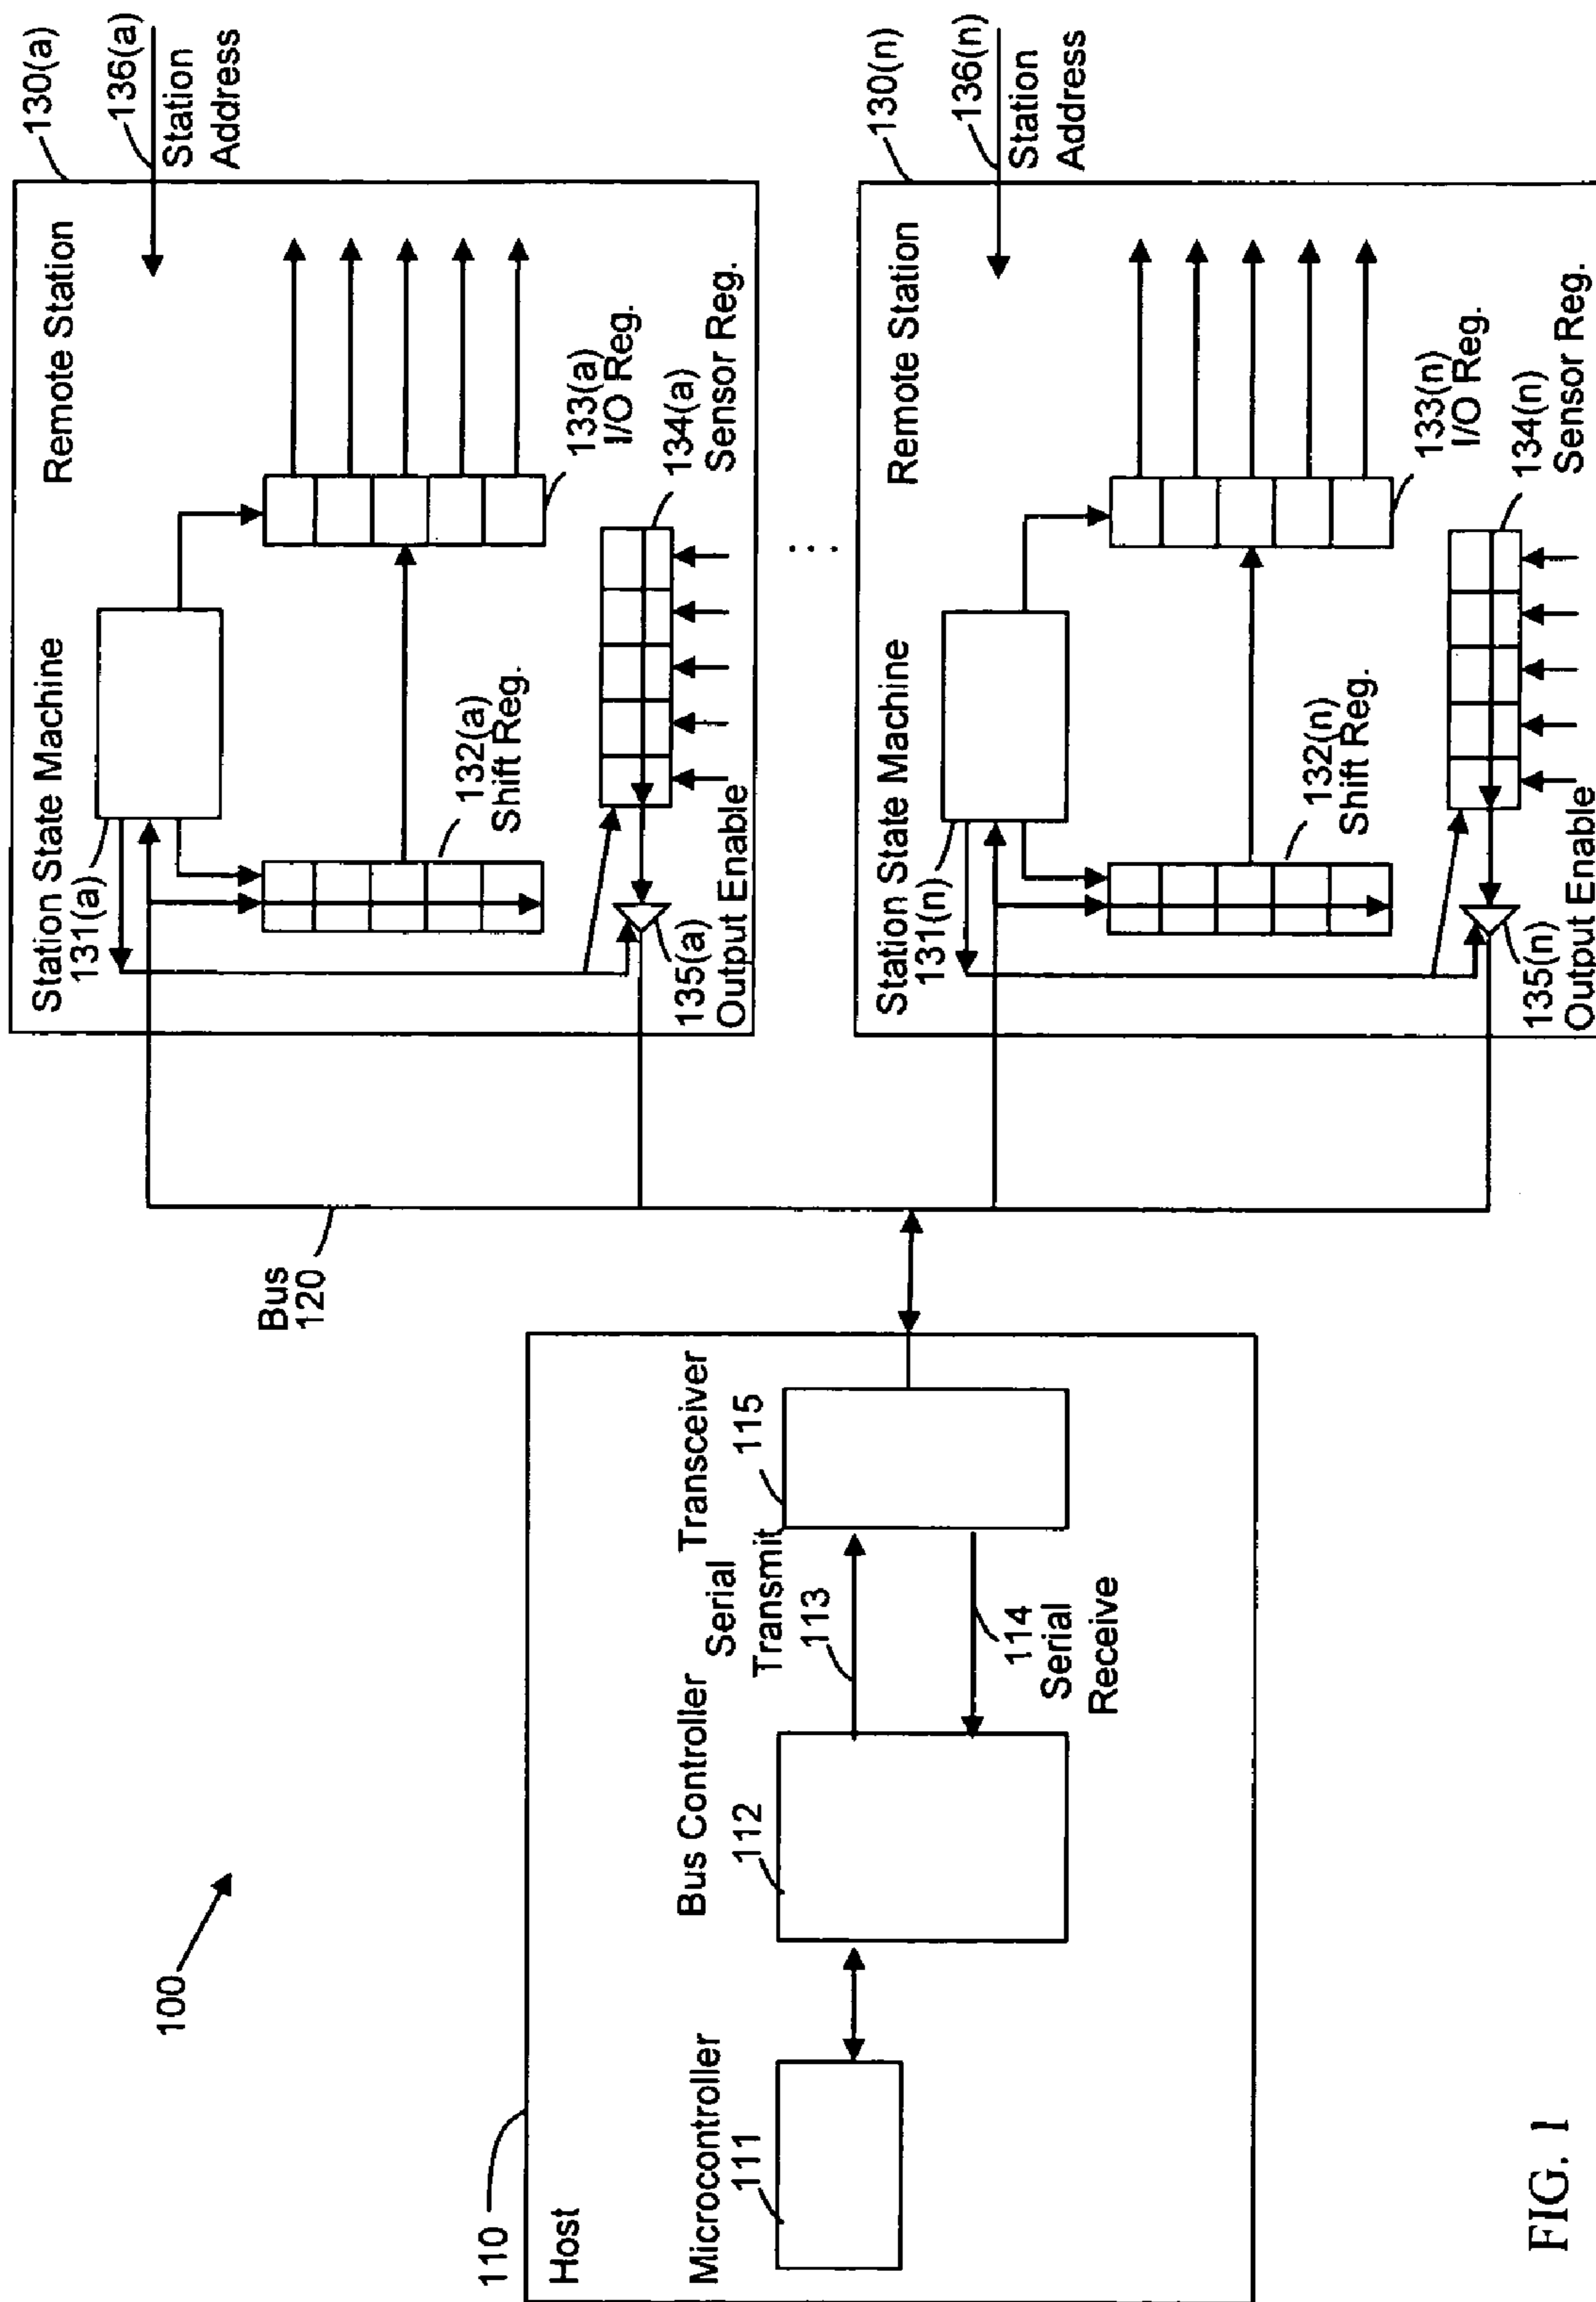 100
110
Host
Microcontroller
111
Bus Controller
112
Serial
Transmit
113
114
Serial
Receive
Transceiver
115
Bus
120
130(a)
Remote Station
136(a)
Station
Address
Station State Machine
131(a)
132(a)
Shift Reg.
133(a)
I/O Reg.
134(a)
Sensor Reg.
135(a)
Output Enable
130(n)
Remote Station
136(n)
Station
Address
Station State Machine
131(n)
132(n)
Shift Reg.
133(n)
I/O Reg.
134(n)
Sensor Reg.
135(n)
Output Enable
FIG. 1